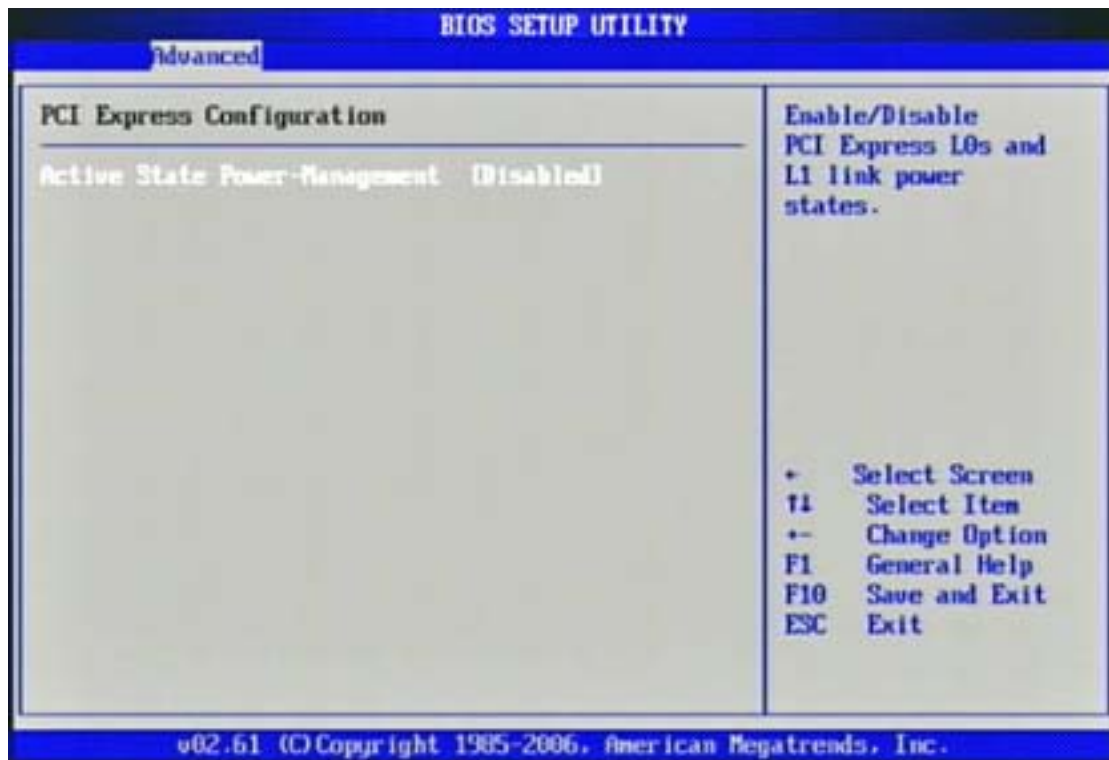 BIOS SETUP UTILITY
Advanced
PCI Express Configuration
Active State Power-Management [Disabled]
Enable/Disable
PCI Express L0s and
L1 link power
states.
← Select Screen
↑↓ Select Item
+- Change Option
F1 General Help
F10 Save and Exit
ESC Exit
v02.61 (C)Copyright 1985-2006, American Megatrends, Inc.